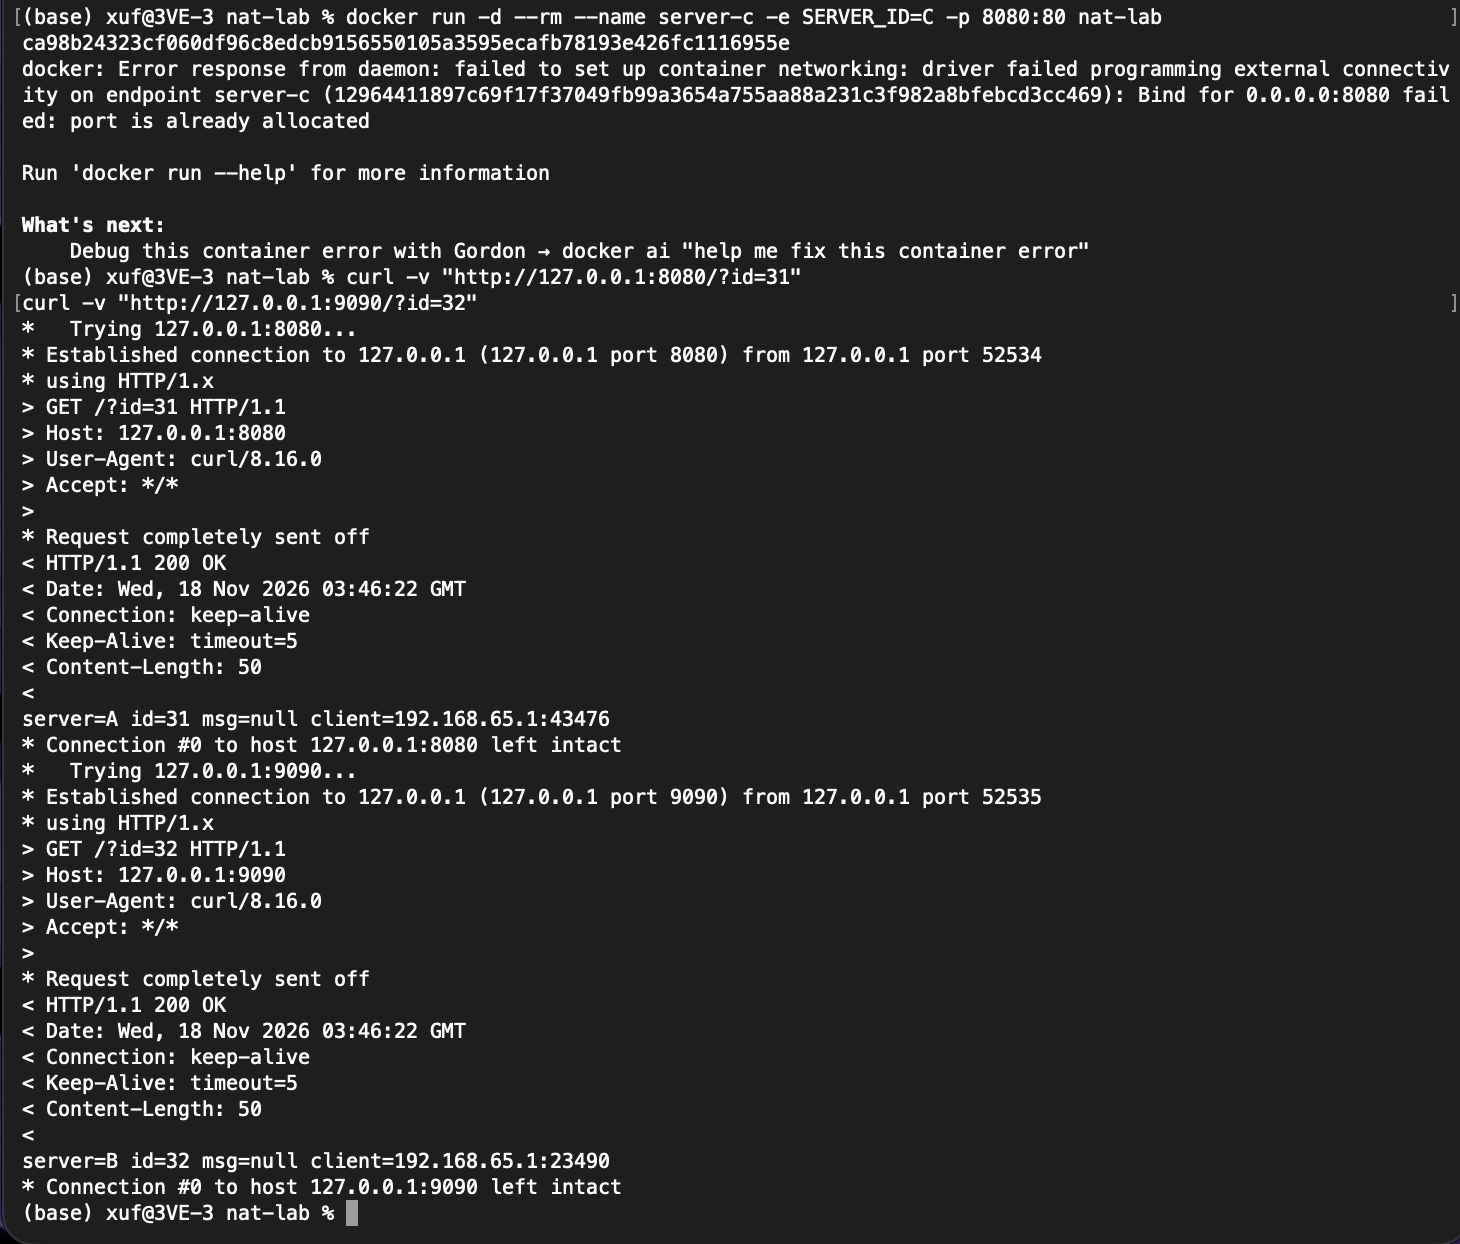 [(base) xuf@3VE-3 nat-lab % docker run -d --rm --name server-c -e SERVER_ID=C -p 8080:80 nat-lab ]
ca98b24323cf060df96c8edcb9156550105a3595ecafb78193e426fc1116955e
docker: Error response from daemon: failed to set up container networking: driver failed programming external connectiv
ity on endpoint server-c (12964411897c69f17f37049fb99a3654a755aa88a231c3f982a8bfebcd3cc469): Bind for 0.0.0.0:8080 fail
ed: port is already allocated

Run 'docker run --help' for more information

What's next:
    Debug this container error with Gordon → docker ai "help me fix this container error"
(base) xuf@3VE-3 nat-lab % curl -v "http://127.0.0.1:8080/?id=31"
[curl -v "http://127.0.0.1:9090/?id=32" ]
*   Trying 127.0.0.1:8080...
* Established connection to 127.0.0.1 (127.0.0.1 port 8080) from 127.0.0.1 port 52534
* using HTTP/1.x
> GET /?id=31 HTTP/1.1
> Host: 127.0.0.1:8080
> User-Agent: curl/8.16.0
> Accept: */*
>
* Request completely sent off
< HTTP/1.1 200 OK
< Date: Wed, 18 Nov 2026 03:46:22 GMT
< Connection: keep-alive
< Keep-Alive: timeout=5
< Content-Length: 50
<
server=A id=31 msg=null client=192.168.65.1:43476
* Connection #0 to host 127.0.0.1:8080 left intact
*   Trying 127.0.0.1:9090...
* Established connection to 127.0.0.1 (127.0.0.1 port 9090) from 127.0.0.1 port 52535
* using HTTP/1.x
> GET /?id=32 HTTP/1.1
> Host: 127.0.0.1:9090
> User-Agent: curl/8.16.0
> Accept: */*
>
* Request completely sent off
< HTTP/1.1 200 OK
< Date: Wed, 18 Nov 2026 03:46:22 GMT
< Connection: keep-alive
< Keep-Alive: timeout=5
< Content-Length: 50
<
server=B id=32 msg=null client=192.168.65.1:23490
* Connection #0 to host 127.0.0.1:9090 left intact
(base) xuf@3VE-3 nat-lab %